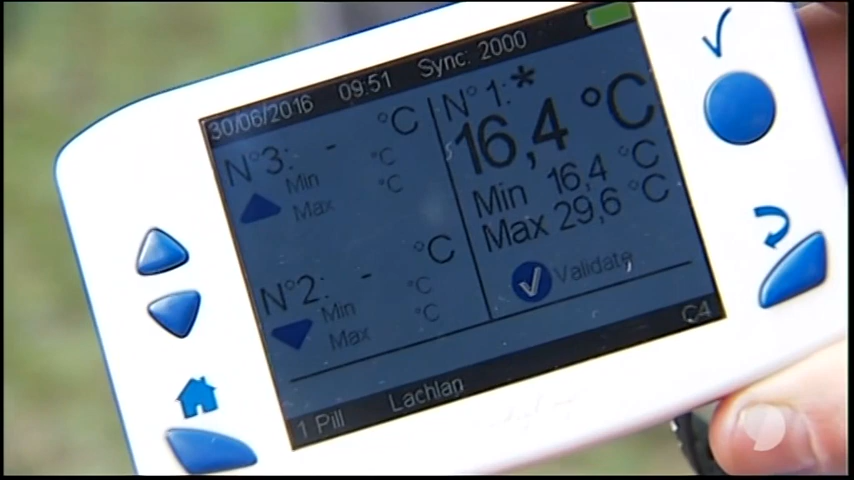 30/06/2016 09:51 Sync: 2000
N°3: - °C
Min °C
Max °C
N°2: - °C
Min °C
Max °C
N° 1:*
16,4 °C
Min 16,4 °C
Max 29,6 °C
Validate
C4
1 Pill Lachlan